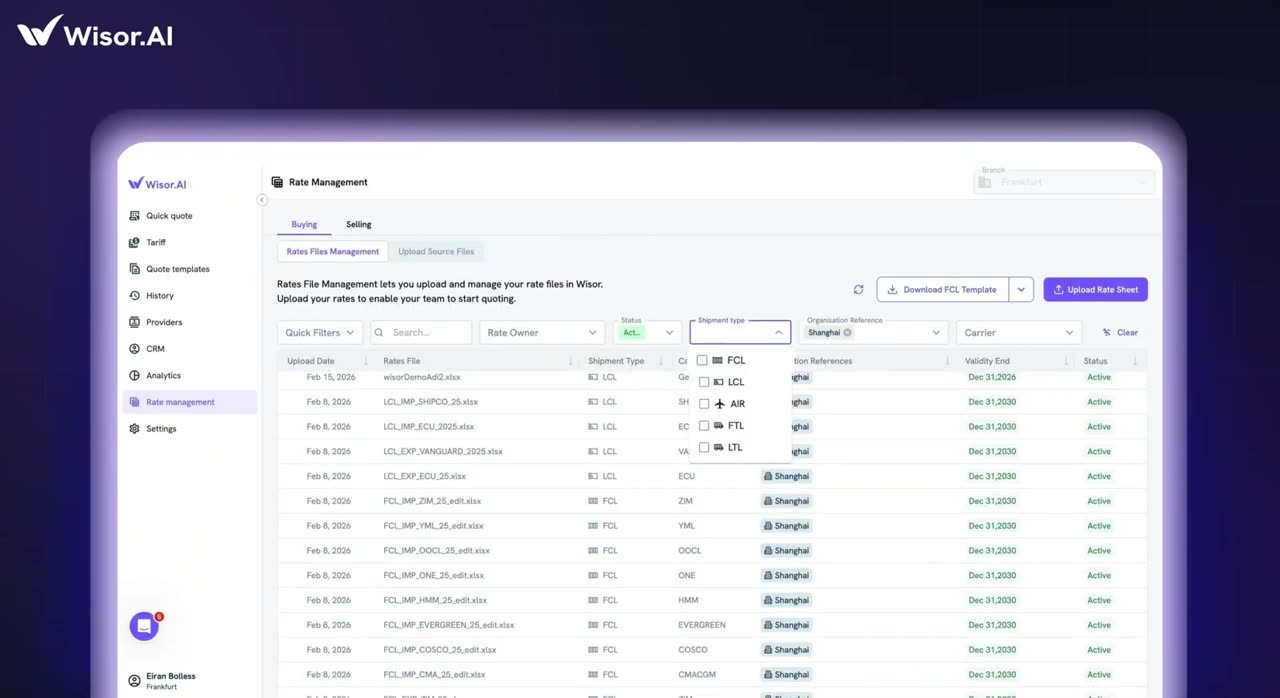 Wisor.AI
Wisor.AI
Rate Management
Branch
Frankfurt
Quick quote
Tariff
Quote templates
History
Providers
CRM
Analytics
Rate management
Settings
5
Eiran Bolless
Frankfurt
Buying
Selling
Rates Files Management
Upload Source Files
Rates File Management lets you upload and manage your rate files in Wisor.
Upload your rates to enable your team to start quoting.
Download FCL Template
Upload Rate Sheet
Quick Filters
Search...
Rate Owner
Status
Act..
Shipment type
Organisation Reference
Shanghai
Carrier
Clear
FCL
LCL
AIR
FTL
LTL
Upload Date Rates File Shipment Type Ca tion References Validity End Status
Feb 15, 2026 wisorDemoAdi2.xlsx LCL Ge nghai Dec 31,2026 Active
Feb 8, 2026 LCL_IMP_SHIPCO_25.xlsx LCL SH nghai Dec 31,2030 Active
Feb 8, 2026 LCL_IMP_ECU_2025.xlsx LCL EC nghai Dec 31,2030 Active
Feb 8, 2026 LCL_EXP_VANGUARD_2025.xlsx LCL VA nghai Dec 31,2030 Active
Feb 8, 2026 LCL_EXP_ECU_25.xlsx LCL ECU Shanghai Dec 31,2030 Active
Feb 8, 2026 FCL_IMP_ZIM_25_edit.xlsx FCL ZIM Shanghai Dec 31,2030 Active
Feb 8, 2026 FCL_IMP_YML_25_edit.xlsx FCL YML Shanghai Dec 31,2030 Active
Feb 8, 2026 FCL_IMP_OOCL_25_edit.xlsx FCL OOCL Shanghai Dec 31,2030 Active
Feb 8, 2026 FCL_IMP_ONE_25_edit.xlsx FCL ONE Shanghai Dec 31,2030 Active
Feb 8, 2026 FCL_IMP_HMM_25_edit.xlsx FCL HMM Shanghai Dec 31,2030 Active
Feb 8, 2026 FCL_IMP_EVERGREEN_25_edit.xlsx FCL EVERGREEN Shanghai Dec 31,2030 Active
Feb 8, 2026 FCL_IMP_COSCO_25_edit.xlsx FCL COSCO Shanghai Dec 31,2030 Active
Feb 8, 2026 FCL_IMP_CMA_25_edit.xlsx FCL CMACGM Shanghai Dec 31,2030 Active